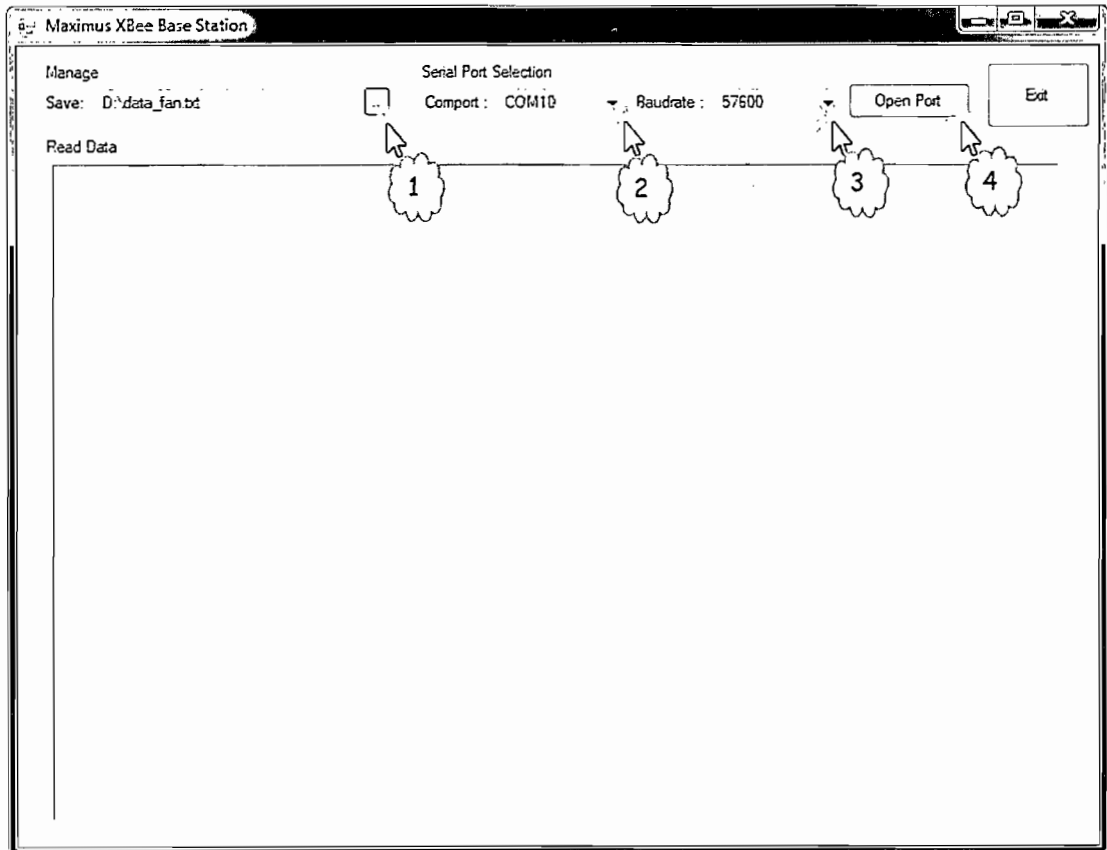 Maximus XBee Base Station
Manage
Serial Port Selection
Save: D:\data_fan.txt
..
Comport : COM10
Baudrate : 57600
Open Port
Exit
Read Data
1
2
3
4